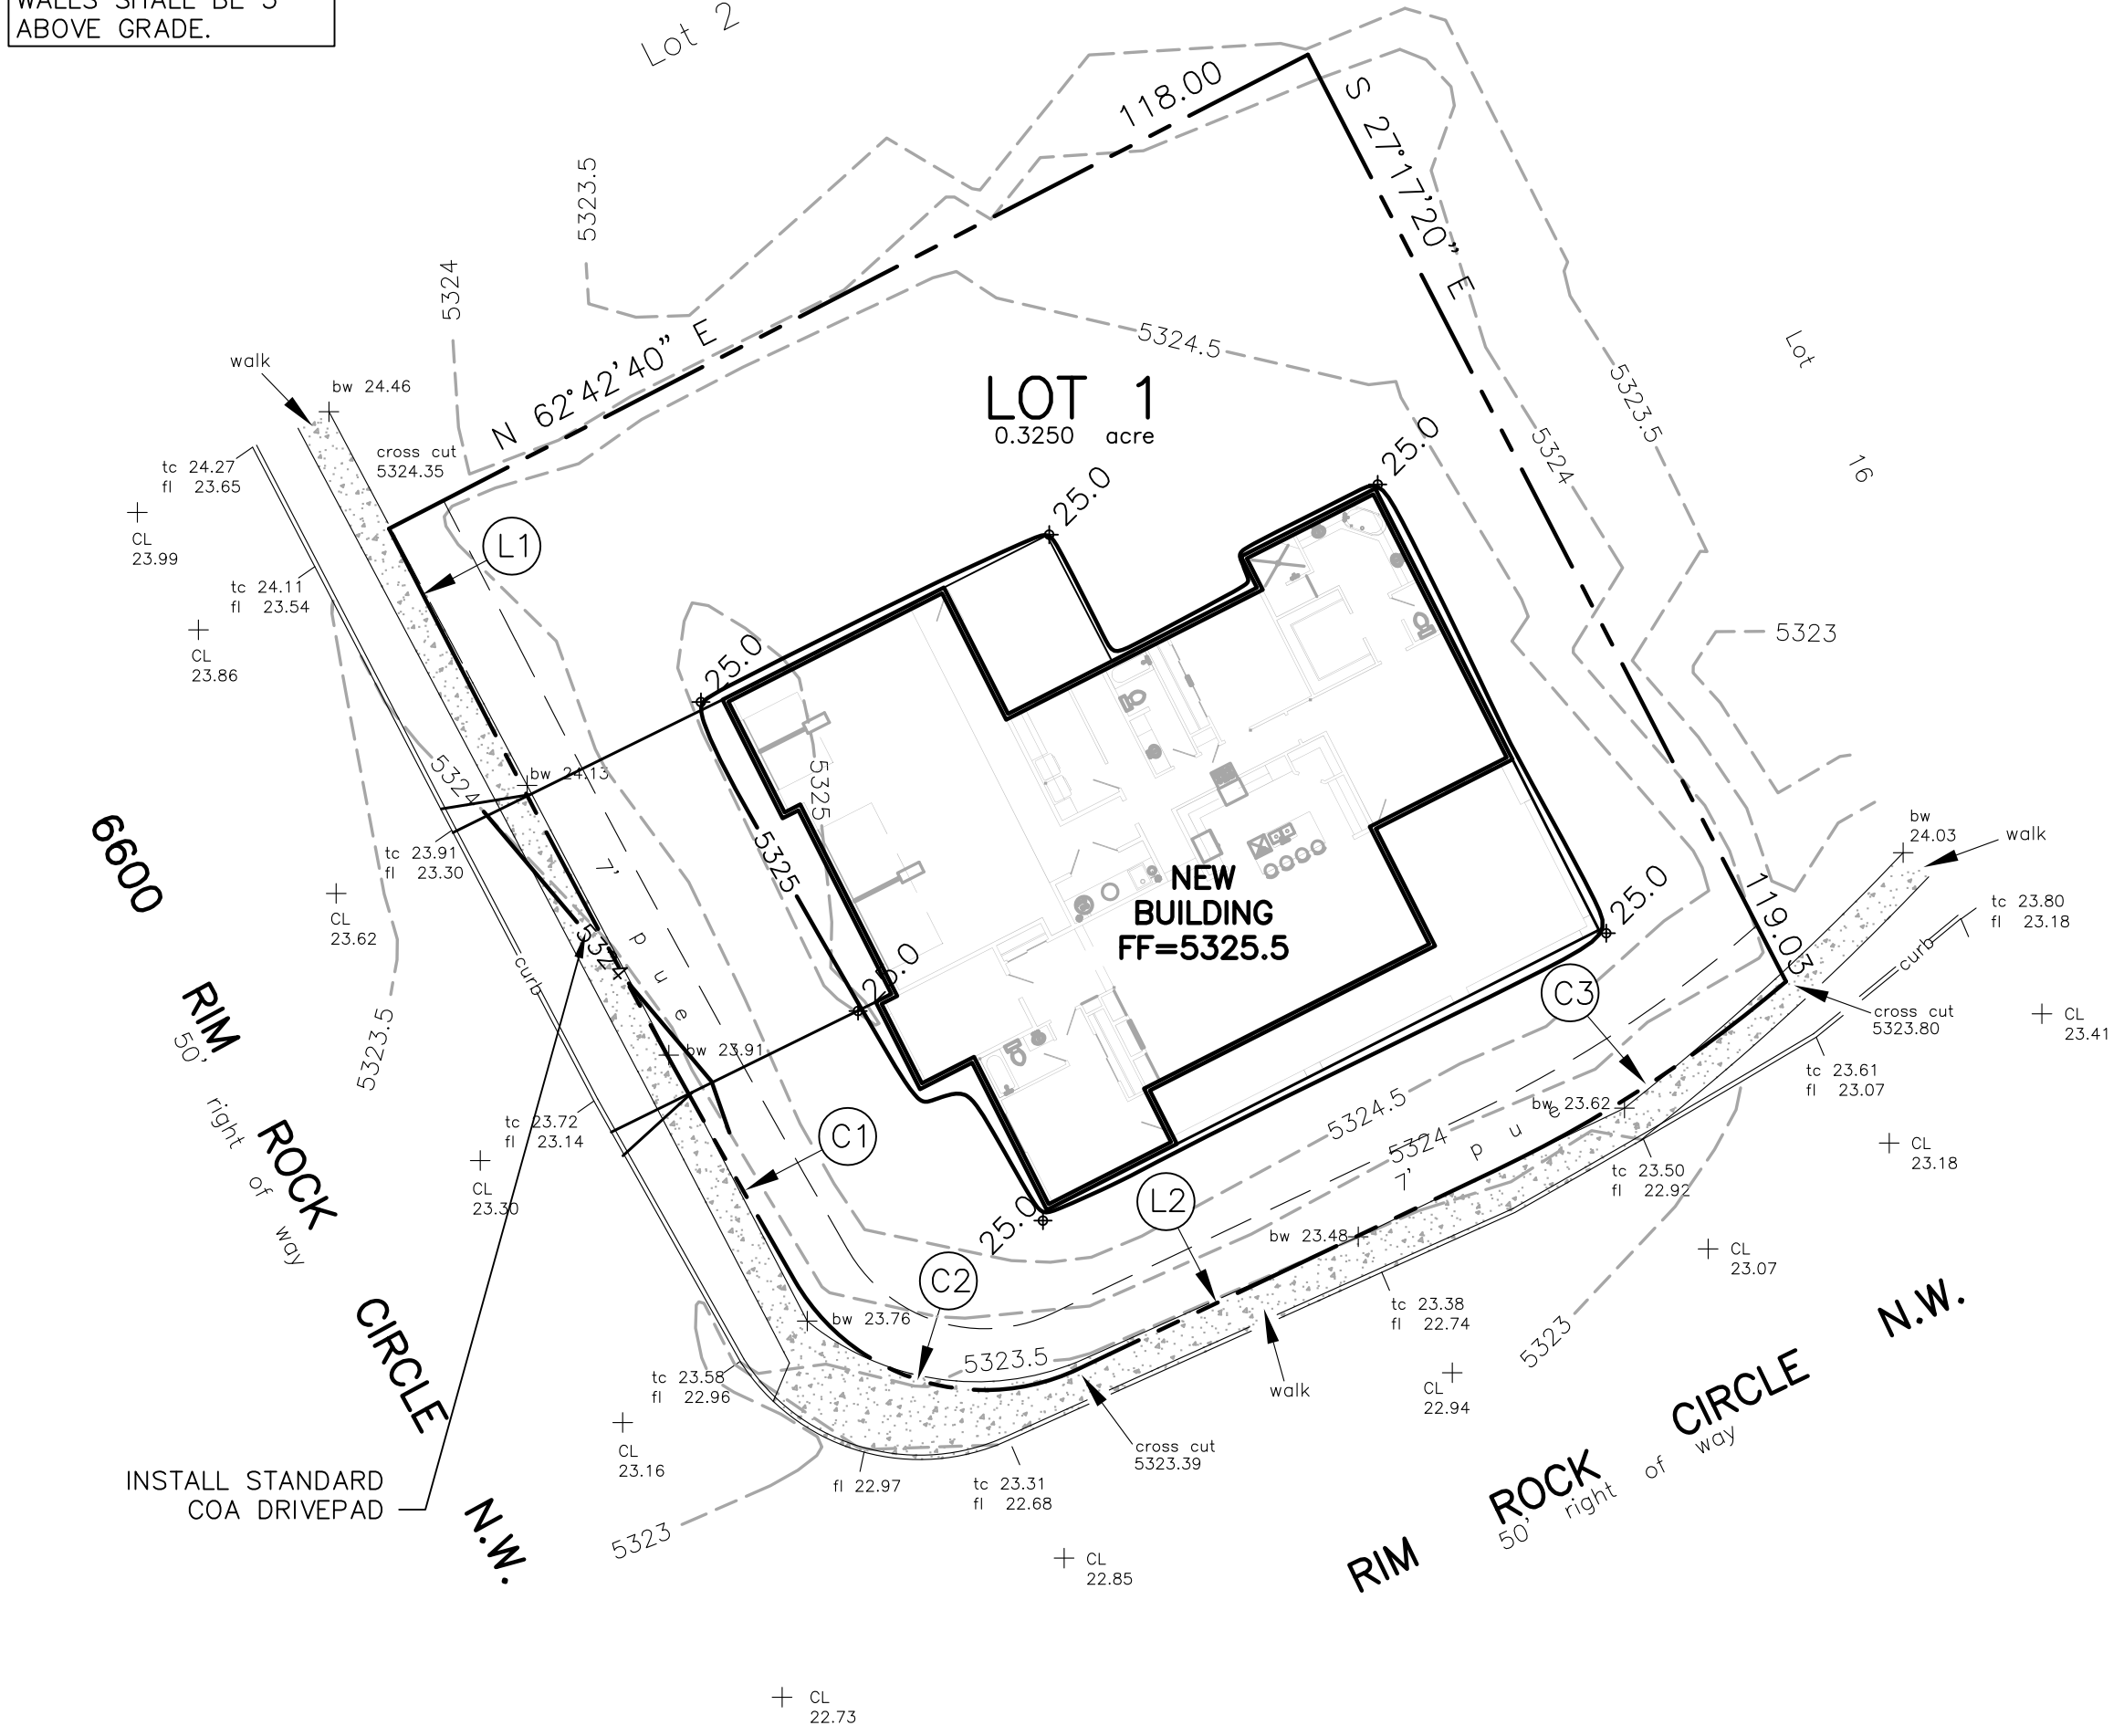 WALLS SHALL BE 3
ABOVE GRADE.
Lot 2
118.00
S 27°17'20" E
5323.5
5324
N 62°42'40" E
5324.5
LOT 1
0.3250 acre
Lot
16
5323.5
5324
5323
walk
bw 24.46
cross cut
5324.35
tc 24.27
fl 23.65
CL
23.99
L1
tc 24.11
fl 23.54
CL
23.86
25.0
25.0
25.0
5324
bw 24.13
5325
5325
7' p u e
tc 23.91
fl 23.30
CL
23.62
5324
curb
25.0
NEW
BUILDING
FF=5325.5
25.0
119.03
bw
24.03
walk
tc 23.80
fl 23.18
curb
C3
cross cut
5323.80
CL
23.41
tc 23.61
fl 23.07
6600 RIM ROCK CIRCLE N.W.
50' right of way
5323.5
bw 23.91
tc 23.72
fl 23.14
CL
23.30
C1
5324.5
5324
7' p u e
bw 23.62
tc 23.50
fl 22.92
CL
23.18
25.0
L2
C2
bw 23.48
CL
23.07
bw 23.76
5323.5
tc 23.38
fl 22.74
5323
tc 23.58
fl 22.96
walk
CL
22.94
CL
23.16
cross cut
5323.39
fl 22.97
tc 23.31
fl 22.68
INSTALL STANDARD
COA DRIVEPAD
5323
RIM ROCK CIRCLE N.W.
50' right of way
CL
22.85
CL
22.73